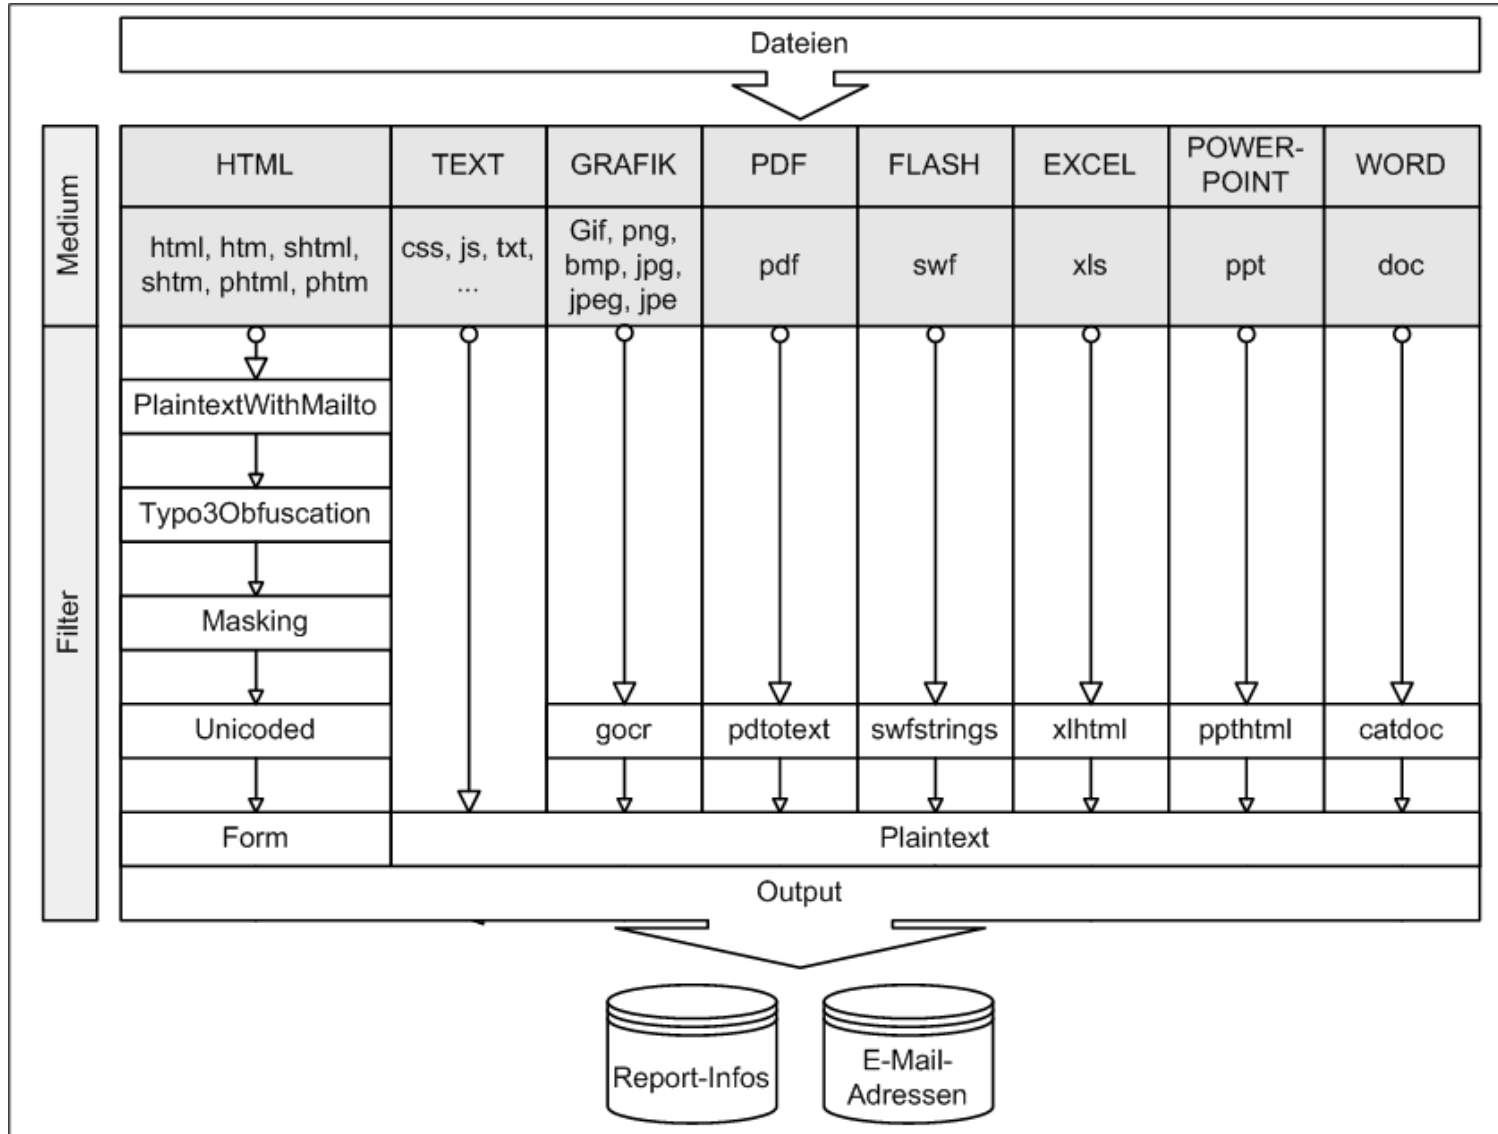 Dateien
Medium
HTML
TEXT
GRAFIK
PDF
FLASH
EXCEL
POWER-
POINT
WORD
html, htm, shtml,
shtm, phtml, phtm
css, js, txt,
...
Gif, png,
bmp, jpg,
jpeg, jpe
pdf
swf
xls
ppt
doc
Filter
PlaintextWithMailto
Typo3Obfuscation
Masking
Unicoded
gocr
pdtotext
swfstrings
xlhtml
ppthtml
catdoc
Form
Plaintext
Output
Report-Infos
E-Mail-
Adressen